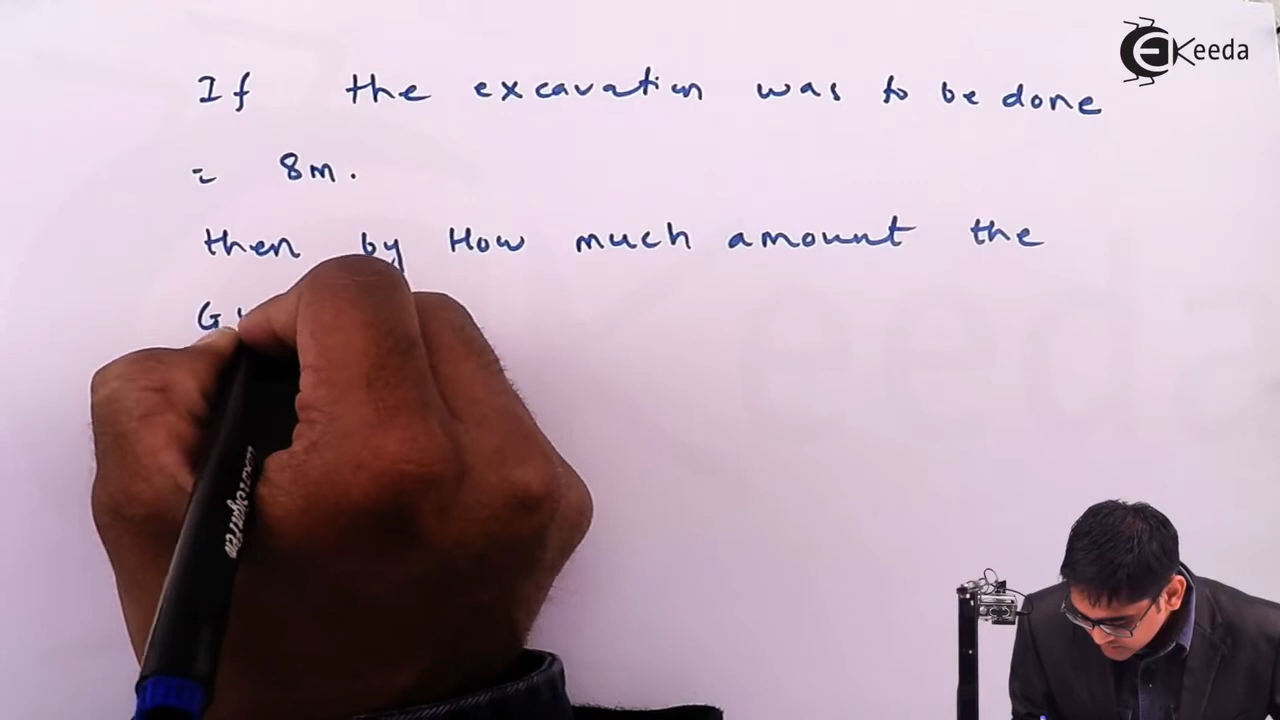 EKeeda
If the excavation was to be done
= 8m.
then by How much amount the